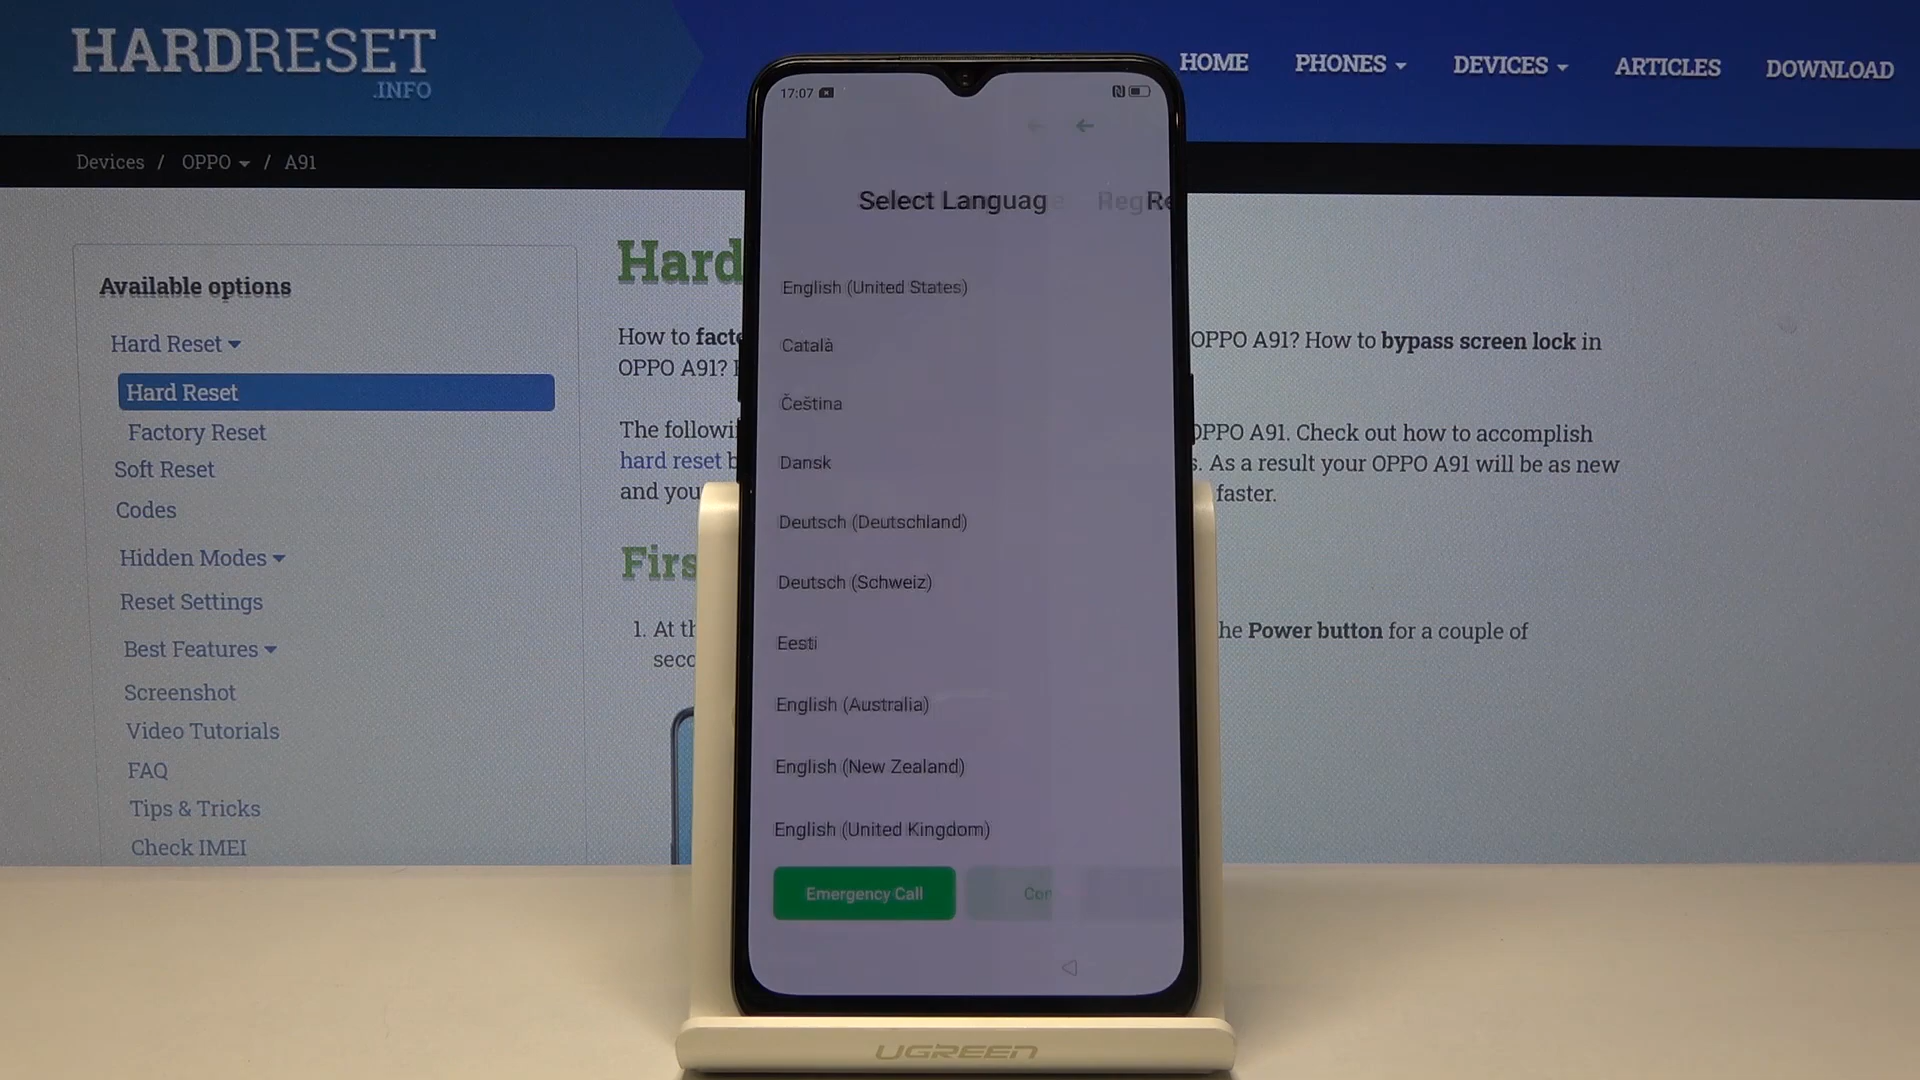 HARDRESET
.INFO
HOME PHONES DEVICES ARTICLES DOWNLOAD
Devices / OPPO / A91
Available options
Hard Reset
Hard Reset
Factory Reset
Soft Reset
Codes
Hidden Modes
Reset Settings
Best Features
Screenshot
Video Tutorials
FAQ
Tips & Tricks
Check IMEI
Hard
How to facto
OPPO A91? How to bypass screen lock in
OPPO A91?
The followi
OPPO A91. Check out how to accomplish
hard reset b
s. As a result your OPPO A91 will be as new
and you
faster.
Firs
1. At th
he Power button for a couple of
seco
17:07
Select Languag Reg Re
English (United States)
Català
Čeština
Dansk
Deutsch (Deutschland)
Deutsch (Schweiz)
Eesti
English (Australia)
English (New Zealand)
English (United Kingdom)
Emergency Call Con
UGREEN